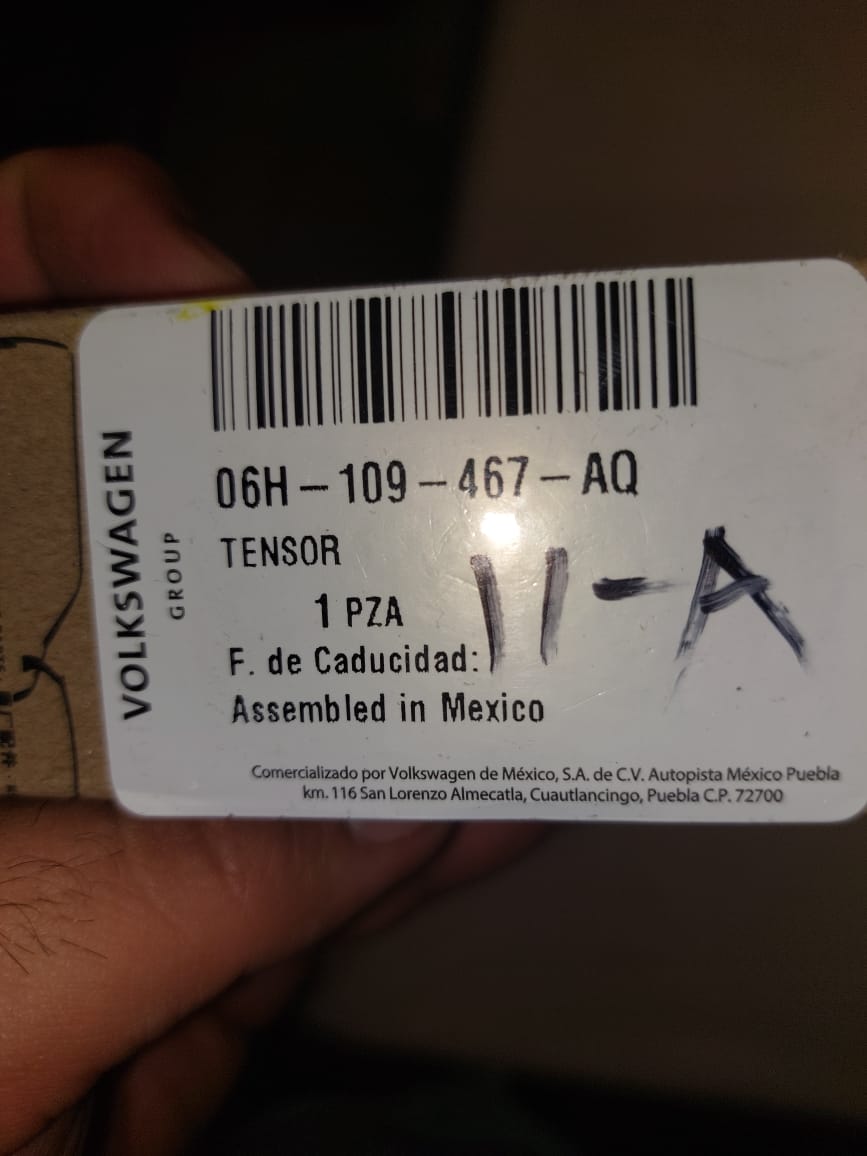 VOLKSWAGEN
GROUP
06H-109-467-AQ
TENSOR
11-A
1 PZA
F. de Caducidad:
Assembled in Mexico
Comercializado por Volkswagen de México, S.A. de C.V. Autopista México Puebla
km. 116 San Lorenzo Almecatla, Cuautlancingo, Puebla C.P. 72700